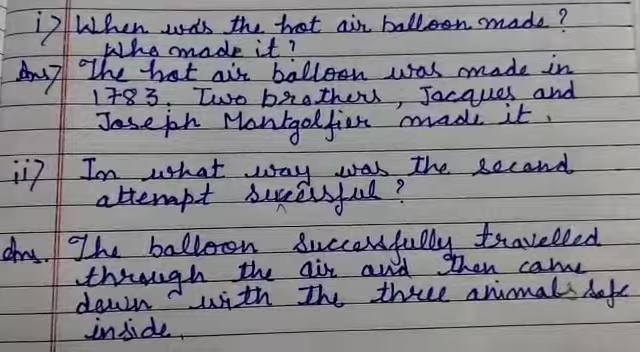 i) When was the hot air balloon made?
Who made it?
Ans) The hot air balloon was made in
1783. Two brothers, Jacques and
Joseph Montgolfier made it.
ii) In what way was the second
attempt successful?
Ans. The balloon successfully travelled
through the air and then came
down with the three animals safe
inside.